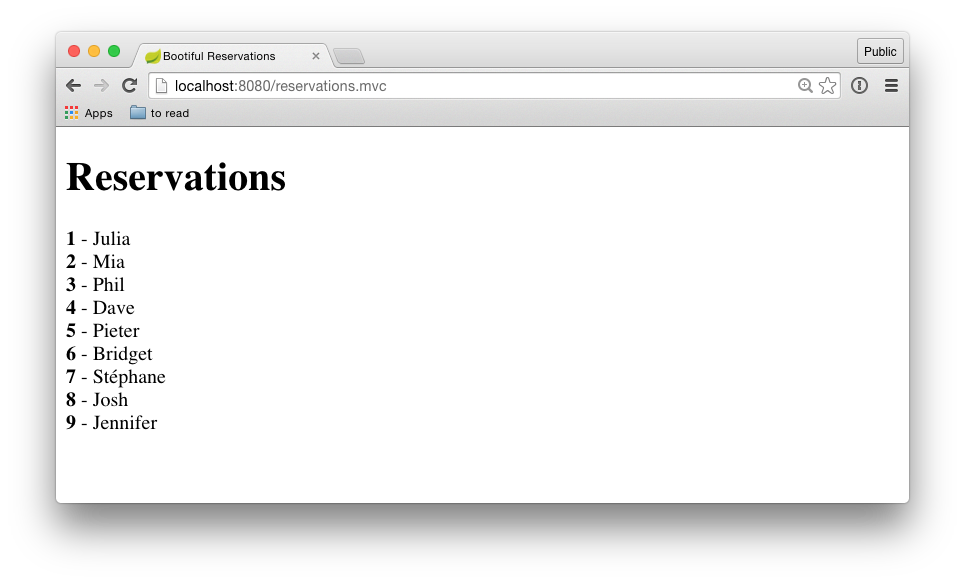 Bootiful Reservations
Public
localhost:8080/reservations.mvc
Apps to read
Reservations
1 - Julia
2 - Mia
3 - Phil
4 - Dave
5 - Pieter
6 - Bridget
7 - Stéphane
8 - Josh
9 - Jennifer